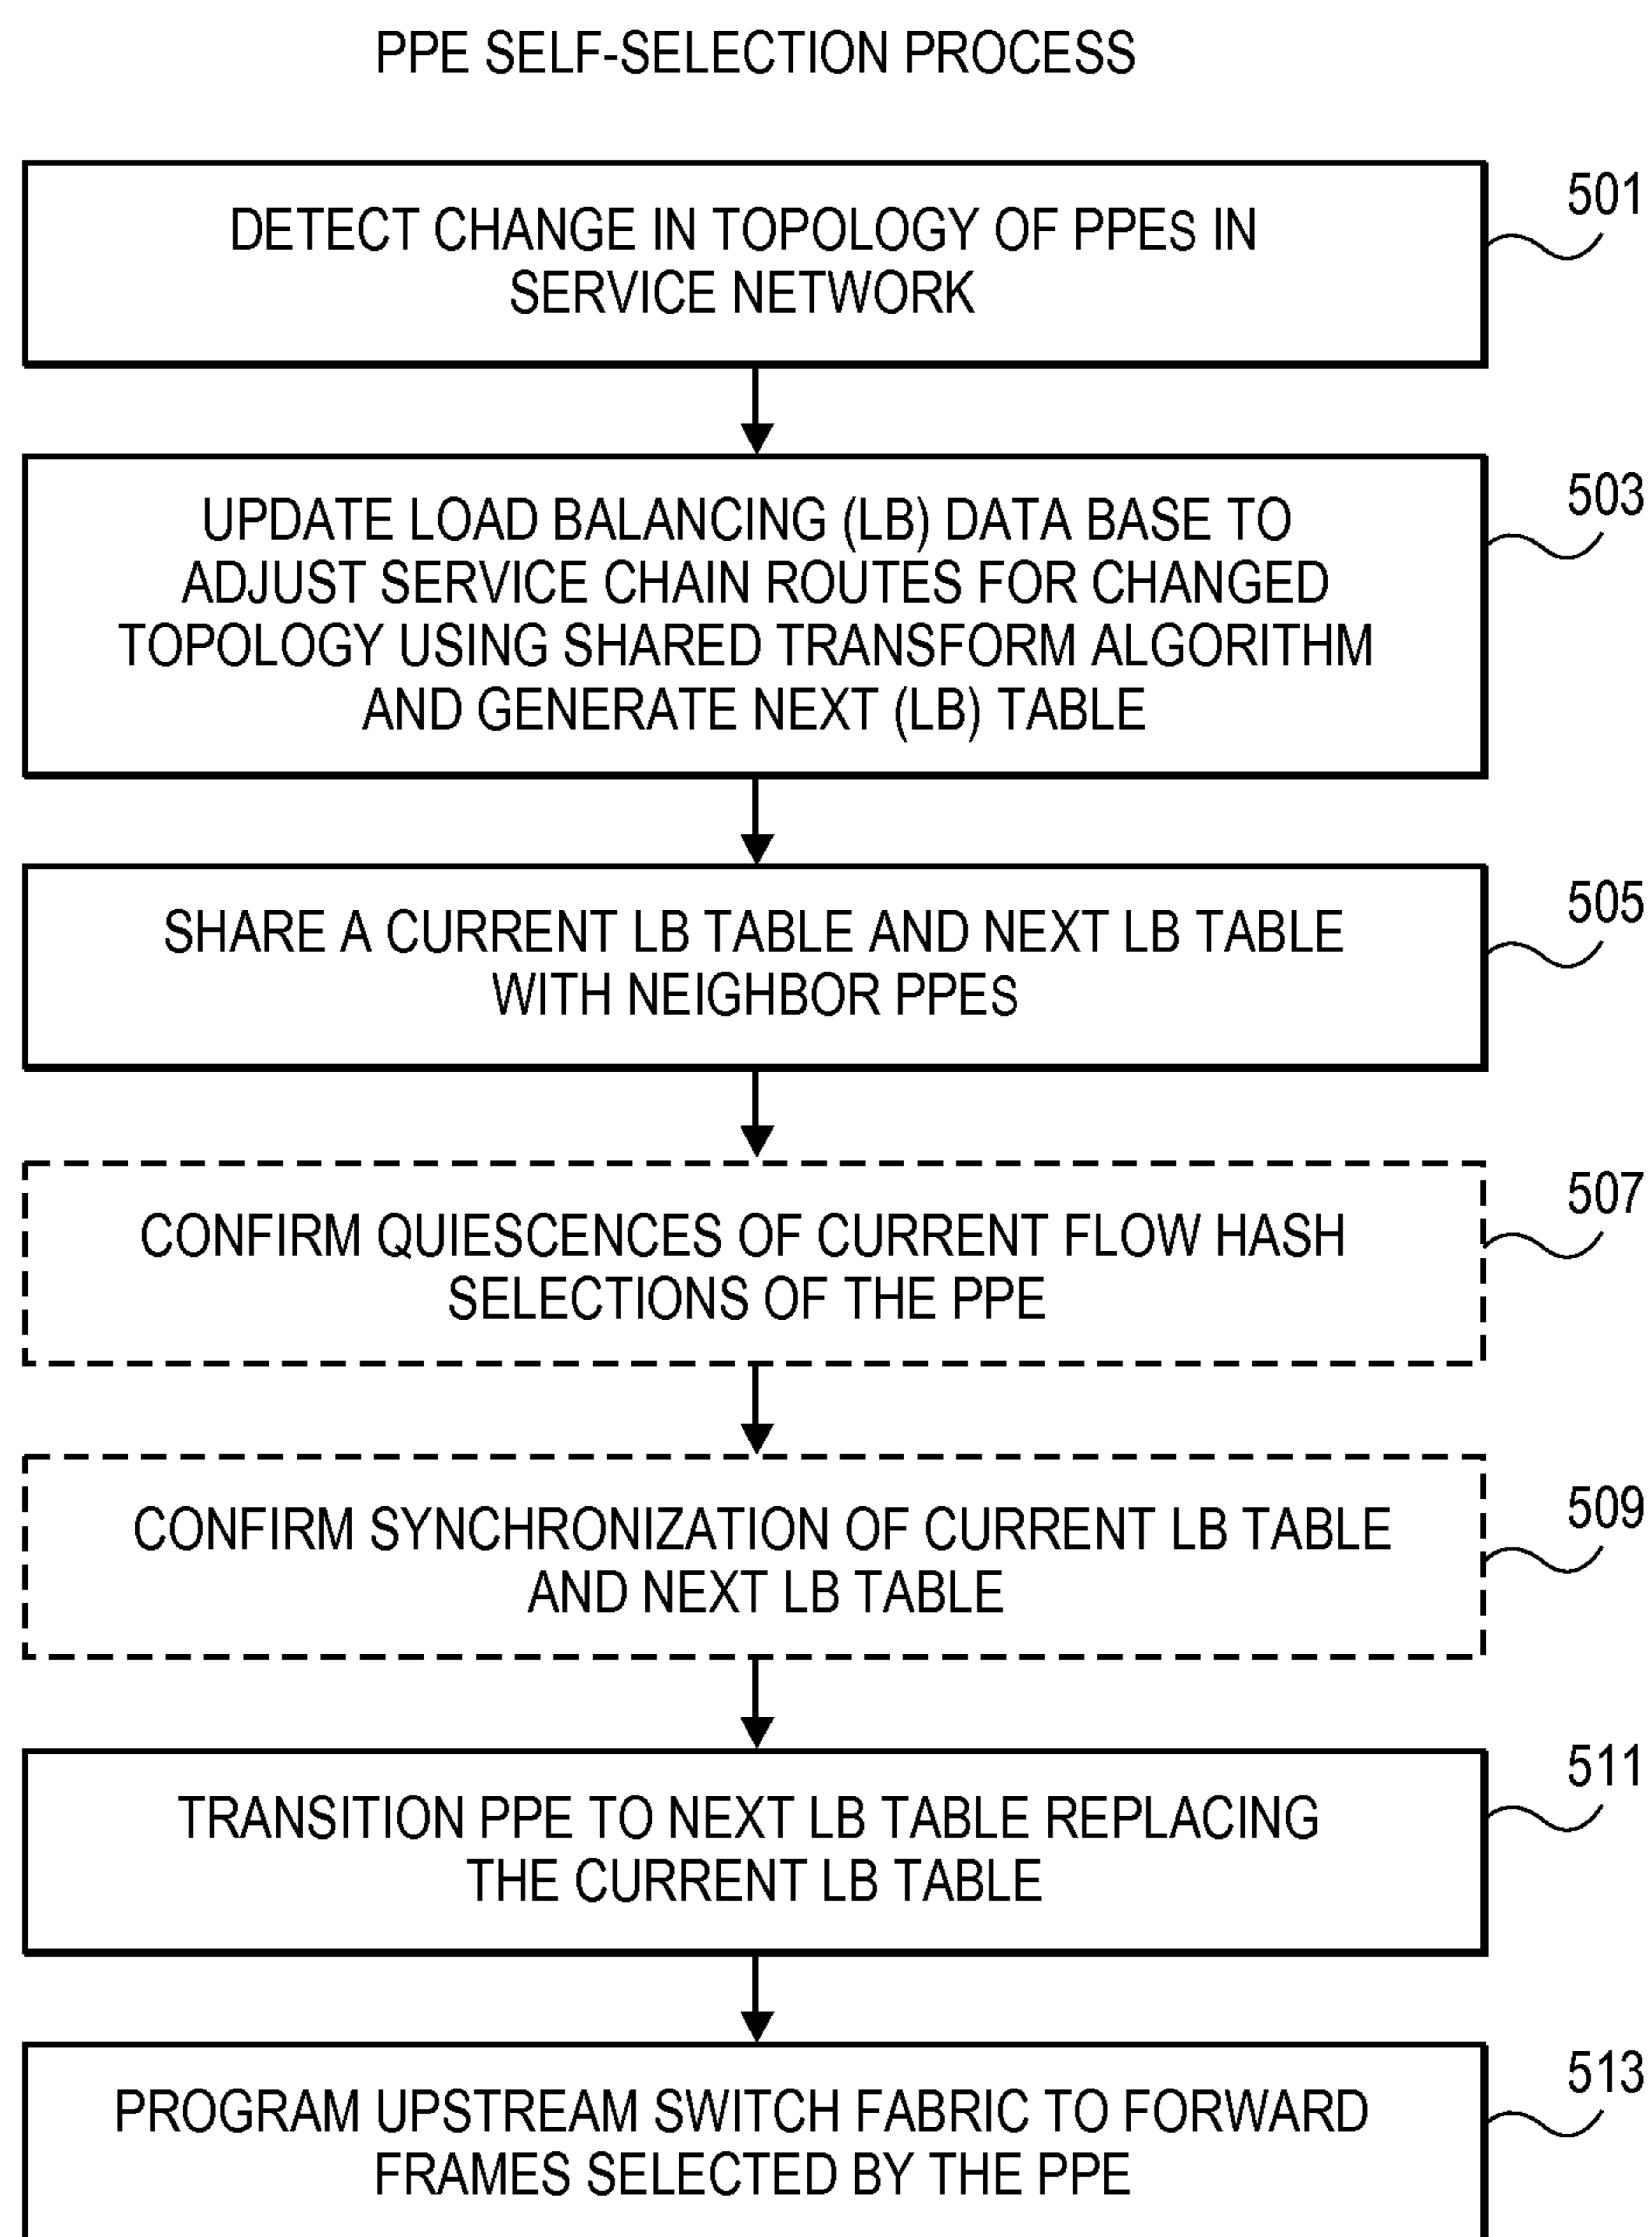 PPE SELF-SELECTION PROCESS
DETECT CHANGE IN TOPOLOGY OF PPEs IN
SERVICE NETWORK
501
UPDATE LOAD BALANCING (LB) DATA BASE TO
ADJUST SERVICE CHAIN ROUTES FOR CHANGED
TOPOLOGY USING SHARED TRANSFORM ALGORITHM
AND GENERATE NEXT (LB) TABLE
503
SHARE A CURRENT LB TABLE AND NEXT LB TABLE
WITH NEIGHBOR PPEs
505
CONFIRM QUIESCENCES OF CURRENT FLOW HASH
SELECTIONS OF THE PPE
507
CONFIRM SYNCHRONIZATION OF CURRENT LB TABLE
AND NEXT LB TABLE
509
TRANSITION PPE TO NEXT LB TABLE REPLACING
THE CURRENT LB TABLE
511
PROGRAM UPSTREAM SWITCH FABRIC TO FORWARD
FRAMES SELECTED BY THE PPE
513